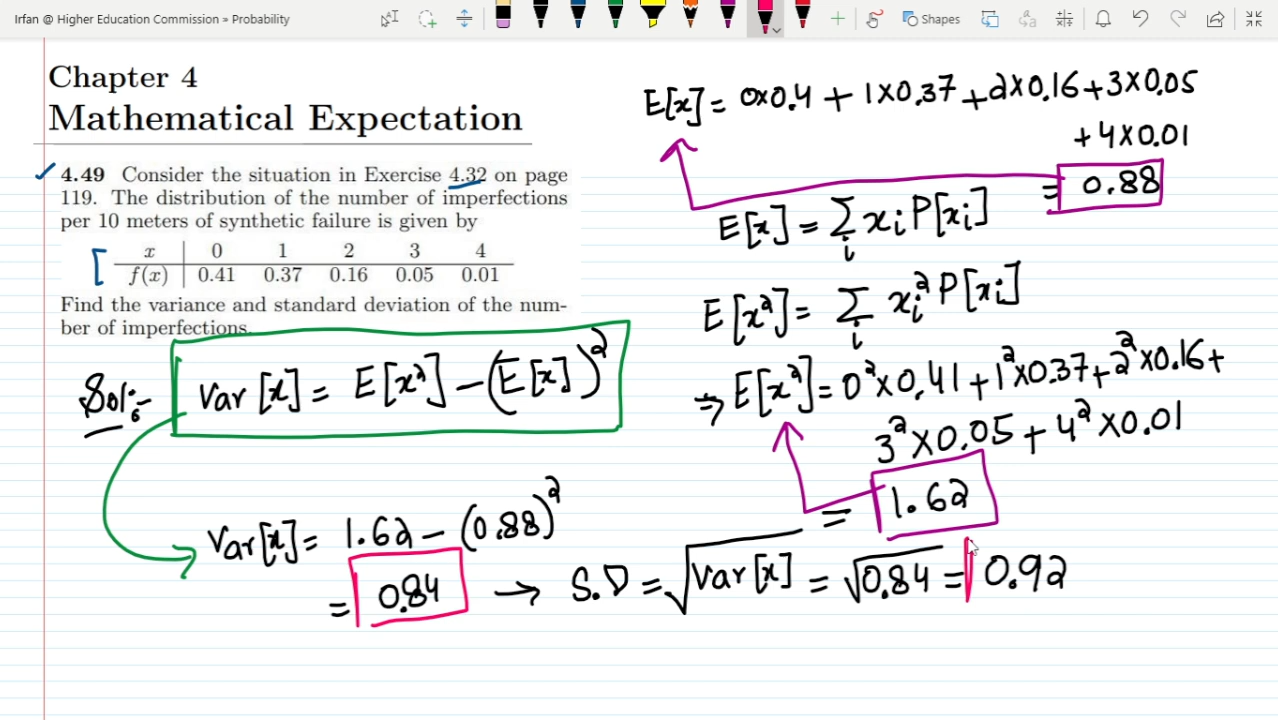 Irfan @ Higher Education Commission » Probability
Shapes
Chapter 4
Mathematical Expectation
4.49 Consider the situation in Exercise 4.32 on page
119. The distribution of the number of imperfections
per 10 meters of synthetic failure is given by
x 0 1 2 3 4
f(x) 0.41 0.37 0.16 0.05 0.01
Find the variance and standard deviation of the num-
ber of imperfections.
Sol:-
Var[x] = E[x²] - (E[x])²
Var[x] = 1.62 - (0.88)²
= 0.84 → S.D = √Var[x] = √0.84 = 0.92
E[x] = 0×0.4 + 1×0.37 + 2×0.16 + 3×0.05
+ 4×0.01
= 0.88
E[x] = ∑ᵢ xᵢ P[xᵢ]
E[x²] = ∑ᵢ xᵢ² P[xᵢ]
⇒ E[x²] = 0²×0.41 + 1²×0.37 + 2²×0.16 +
3²×0.05 + 4²×0.01
= 1.62